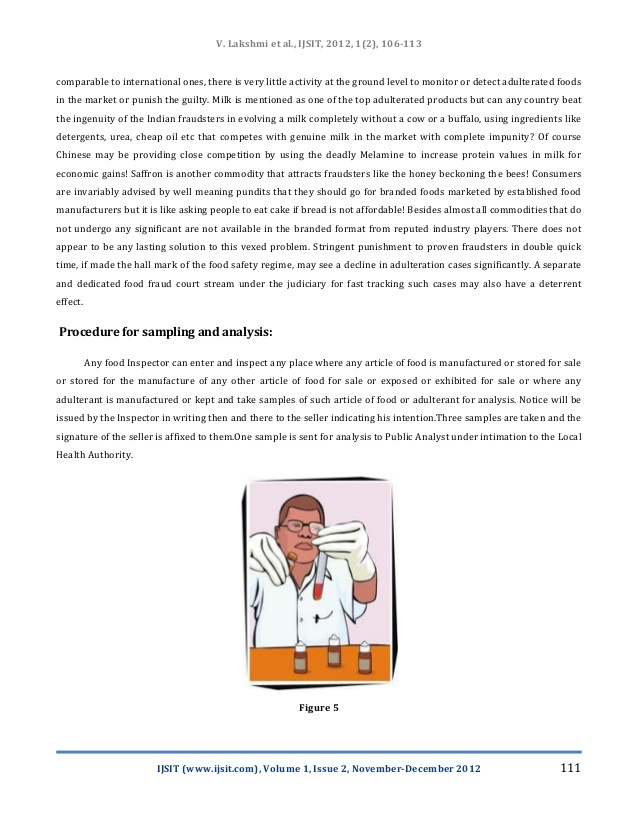 V. Lakshmi et al., IJSIT, 2012, 1(2), 106-113
comparable to international ones, there is very little activity at the ground level to monitor or detect adulterated foods
in the market or punish the guilty. Milk is mentioned as one of the top adulterated products but can any country beat
the ingenuity of the Indian fraudsters in evolving a milk completely without a cow or a buffalo, using ingredients like
detergents, urea, cheap oil etc that competes with genuine milk in the market with complete impunity? Of course
Chinese may be providing close competition by using the deadly Melamine to increase protein values in milk for
economic gains! Saffron is another commodity that attracts fraudsters like the honey beckoning the bees! Consumers
are invariably advised by well meaning pundits that they should go for branded foods marketed by established food
manufacturers but it is like asking people to eat cake if bread is not affordable! Besides almost all commodities that do
not undergo any significant are not available in the branded format from reputed industry players. There does not
appear to be any lasting solution to this vexed problem. Stringent punishment to proven fraudsters in double quick
time, if made the hall mark of the food safety regime, may see a decline in adulteration cases significantly. A separate
and dedicated food fraud court stream under the judiciary for fast tracking such cases may also have a deterrent
effect.
Procedure for sampling and analysis:
Any food Inspector can enter and inspect any place where any article of food is manufactured or stored for sale
or stored for the manufacture of any other article of food for sale or exposed or exhibited for sale or where any
adulterant is manufactured or kept and take samples of such article of food or adulterant for analysis. Notice will be
issued by the Inspector in writing then and there to the seller indicating his intention.Three samples are taken and the
signature of the seller is affixed to them.One sample is sent for analysis to Public Analyst under intimation to the Local
Health Authority.
Figure 5
IJSIT (www.ijsit.com), Volume 1, Issue 2, November-December 2012 111